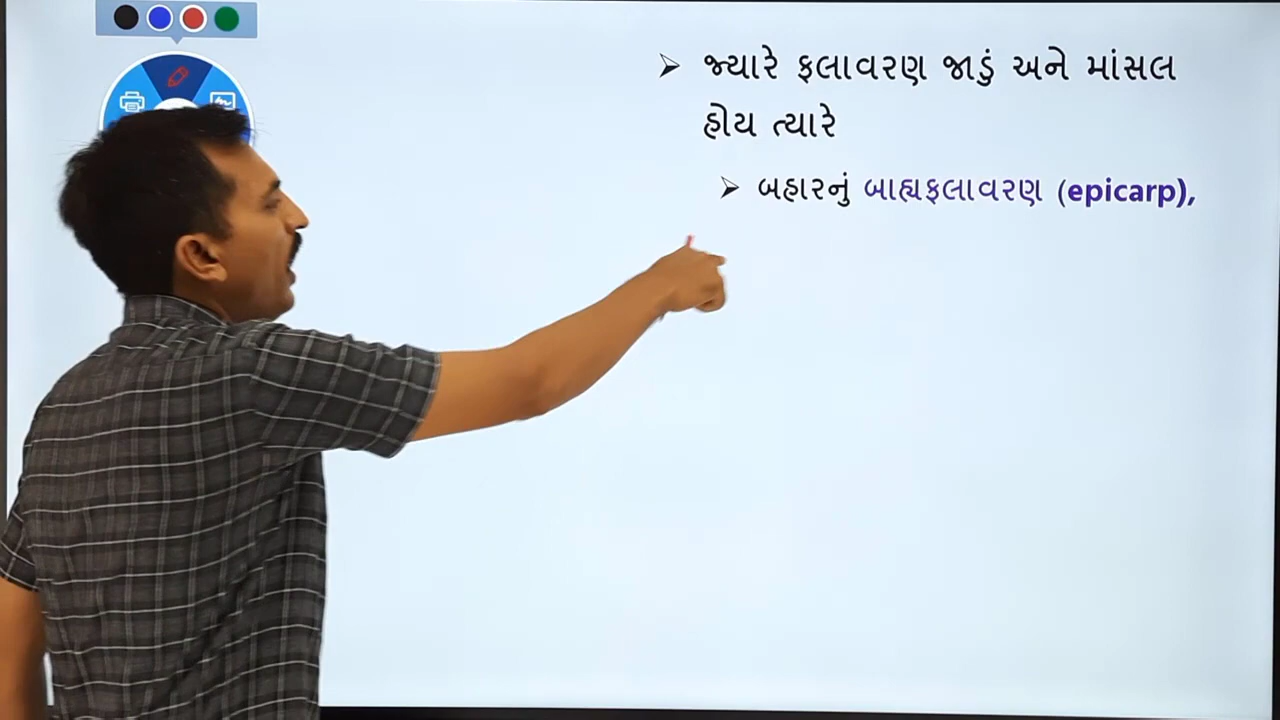 ➢ જ્યારે ફલાવરણ જાડું અને માંસલ
હોય ત્યારે
➢ બહારનું બાહ્યફલાવરણ (epicarp),